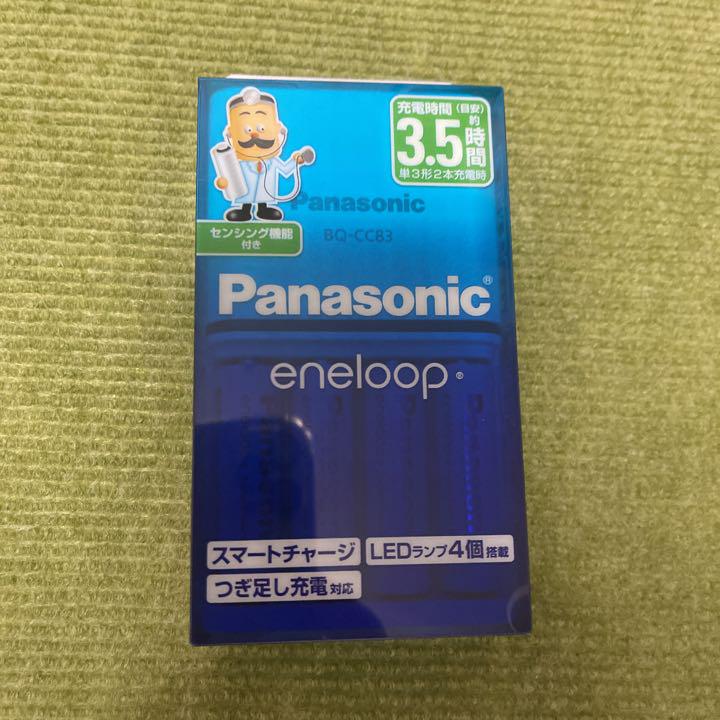 充電時間(目安)
約
3.5時間
単3形2本充電時
センシング機能
付き
Panasonic
BQ-CC83
Panasonic®
eneloop®
スマートチャージ
LEDランプ4個搭載
つぎ足し充電対応